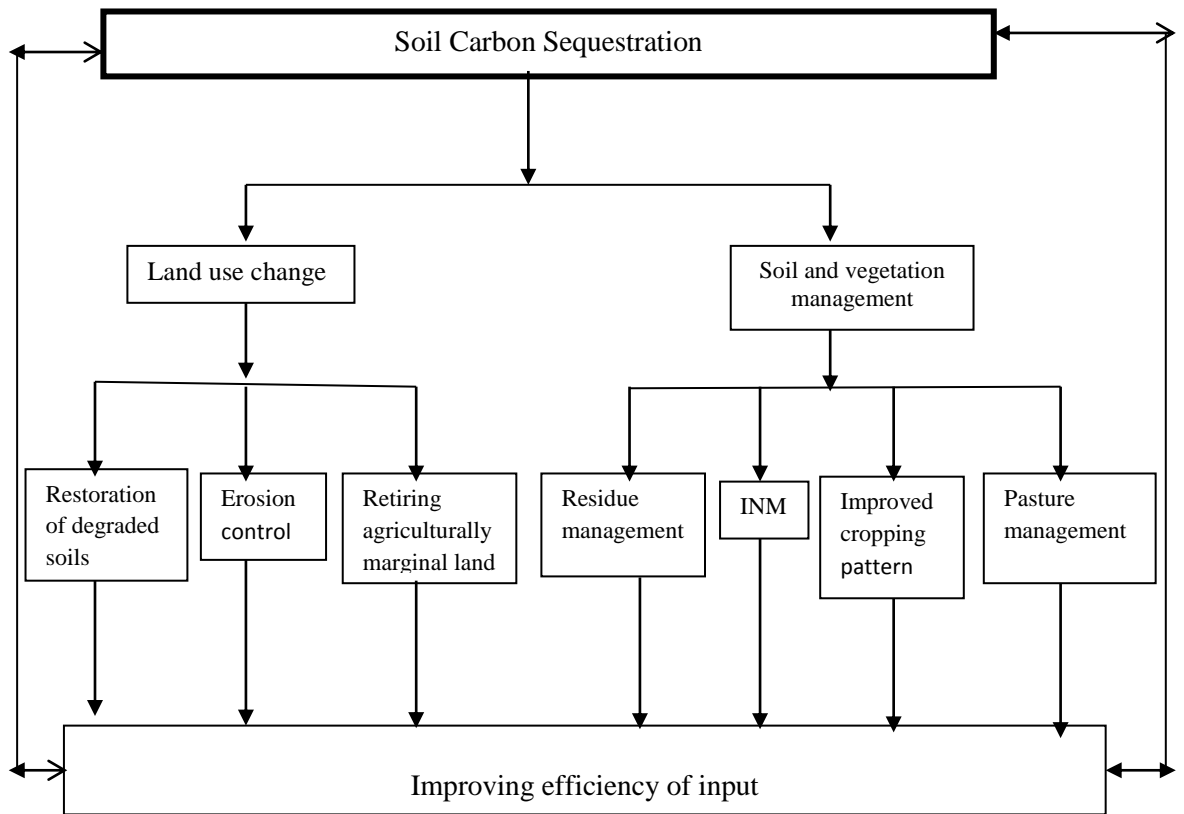 Soil Carbon Sequestration
Land use change
Soil and vegetation
management
Restoration
of degraded
soils
Erosion
control
Retiring
agriculturally
marginal land
Residue
management
INM
Improved
cropping
pattern
Pasture
management
Improving efficiency of input